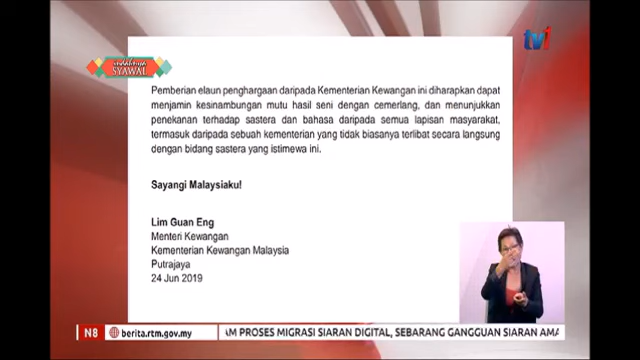 indahnya
SYAWAL
tv1
Pemberian elaun penghargaan daripada Kementerian Kewangan ini diharapkan dapat
menjamin kesinambungan mutu hasil seni dengan cemerlang, dan menunjukkan
penekanan terhadap sastera dan bahasa daripada semua lapisan masyarakat,
termasuk daripada sebuah kementerian yang tidak biasanya terlibat secara langsung
dengan bidang sastera yang istimewa ini.
Sayangi Malaysiaku!
Lim Guan Eng
Menteri Kewangan
Kementerian Kewangan Malaysia
Putrajaya
24 Jun 2019
N8 berita.rtm.gov.my AM PROSES MIGRASI SIARAN DIGITAL, SEBARANG GANGGUAN SIARAN AMA